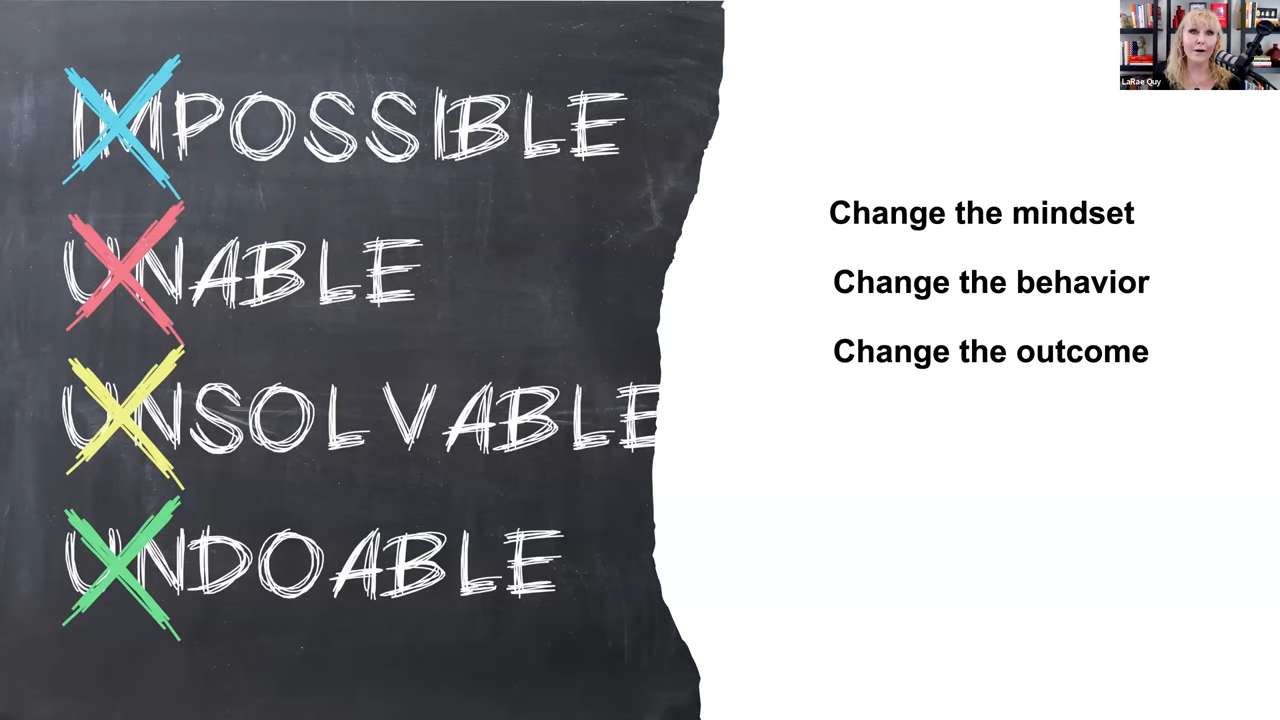 IMPOSSIBLE
UNABLE
UNSOLVABLE
UNDOABLE
Change the mindset
Change the behavior
Change the outcome
LaRae Quy